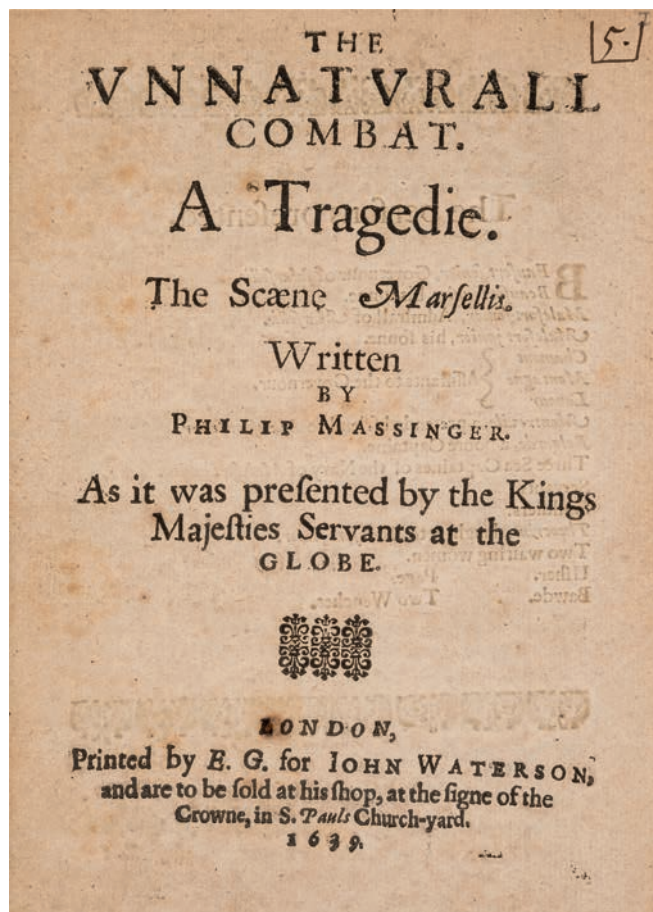 5.
THE
VNNATVRALL
COMBAT.
A Tragedie.
The Scæne Marſellis.
Written
BY
PHILIP MASSINGER.
As it was preſented by the Kings
Majeſties Servants at the
GLOBE.
LONDON,
Printed by E. G. for IOHN WATERSON,
and are to be ſold at his ſhop, at the ſigne of the
Crowne, in S. Pauls Church-yard.
1639.